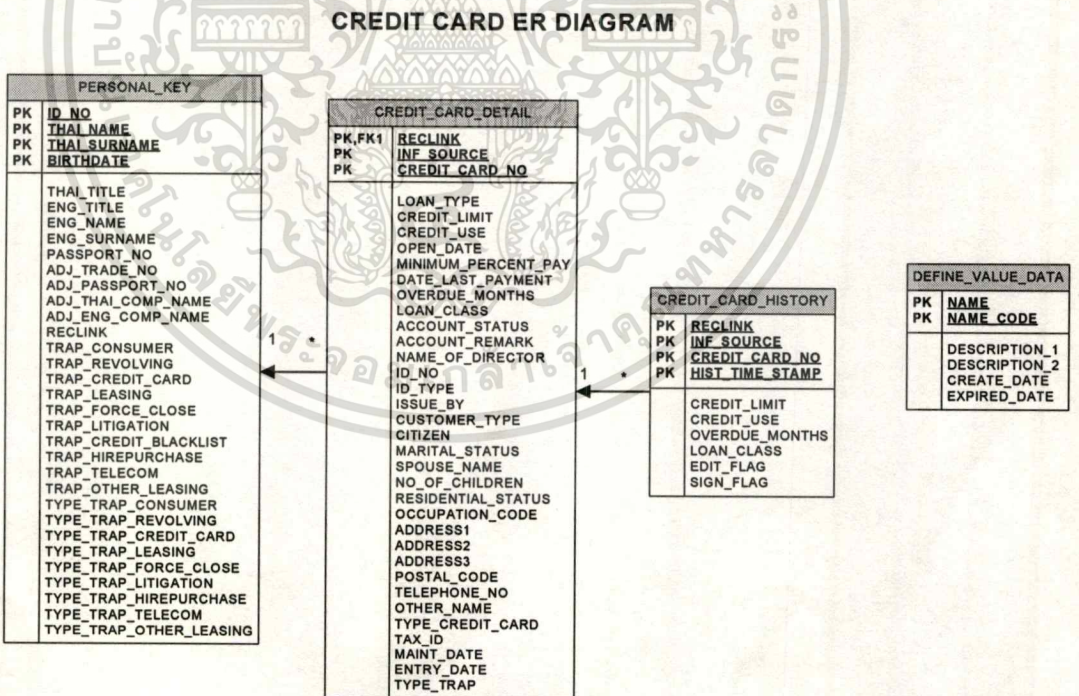 CREDIT CARD ER DIAGRAM
PERSONAL_KEY
PK ID_NO
PK THAI_NAME
PK THAI_SURNAME
PK BIRTHDATE
THAI_TITLE
ENG_TITLE
ENG_NAME
ENG_SURNAME
PASSPORT_NO
ADJ_TRADE_NO
ADJ_PASSPORT_NO
ADJ_THAI_COMP_NAME
ADJ_ENG_COMP_NAME
RECLINK
TRAP_CONSUMER
TRAP_REVOLVING
TRAP_CREDIT_CARD
TRAP_LEASING
TRAP_FORCE_CLOSE
TRAP_LITIGATION
TRAP_CREDIT_BLACKLIST
TRAP_HIREPURCHASE
TRAP_TELECOM
TRAP_OTHER_LEASING
TYPE_TRAP_CONSUMER
TYPE_TRAP_REVOLVING
TYPE_TRAP_CREDIT_CARD
TYPE_TRAP_LEASING
TYPE_TRAP_FORCE_CLOSE
TYPE_TRAP_LITIGATION
TYPE_TRAP_HIREPURCHASE
TYPE_TRAP_TELECOM
TYPE_TRAP_OTHER_LEASING
1 *
CREDIT_CARD_DETAIL
PK,FK1 RECLINK
PK INF_SOURCE
PK CREDIT_CARD_NO
LOAN_TYPE
CREDIT_LIMIT
CREDIT_USE
OPEN_DATE
MINIMUM_PERCENT_PAY
DATE_LAST_PAYMENT
OVERDUE_MONTHS
LOAN_CLASS
ACCOUNT_STATUS
ACCOUNT_REMARK
NAME_OF_DIRECTOR
ID_NO
ID_TYPE
ISSUE_BY
CUSTOMER_TYPE
CITIZEN
MARITAL_STATUS
SPOUSE_NAME
NO_OF_CHILDREN
RESIDENTIAL_STATUS
OCCUPATION_CODE
ADDRESS1
ADDRESS2
ADDRESS3
POSTAL_CODE
TELEPHONE_NO
OTHER_NAME
TYPE_CREDIT_CARD
TAX_ID
MAINT_DATE
ENTRY_DATE
TYPE_TRAP
1 *
CREDIT_CARD_HISTORY
PK RECLINK
PK INF_SOURCE
PK CREDIT_CARD_NO
PK HIST_TIME_STAMP
CREDIT_LIMIT
CREDIT_USE
OVERDUE_MONTHS
LOAN_CLASS
EDIT_FLAG
SIGN_FLAG
DEFINE_VALUE_DATA
PK NAME
PK NAME_CODE
DESCRIPTION_1
DESCRIPTION_2
CREATE_DATE
EXPIRED_DATE